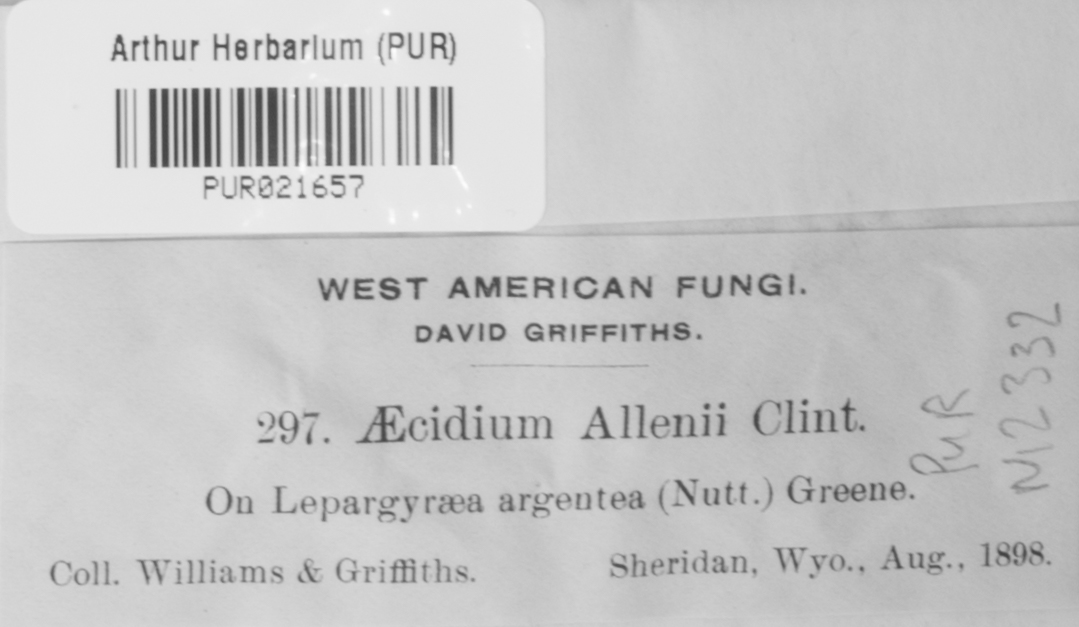 Arthur Herbarium (PUR)
PUR021657
WEST AMERICAN FUNGI.
DAVID GRIFFITHS.
297. Æcidium Allenii Clint.
On Lepargyræa argentea (Nutt.) Greene.
Coll. Williams & Griffiths. Sheridan, Wyo., Aug., 1898.
PUR
N12332